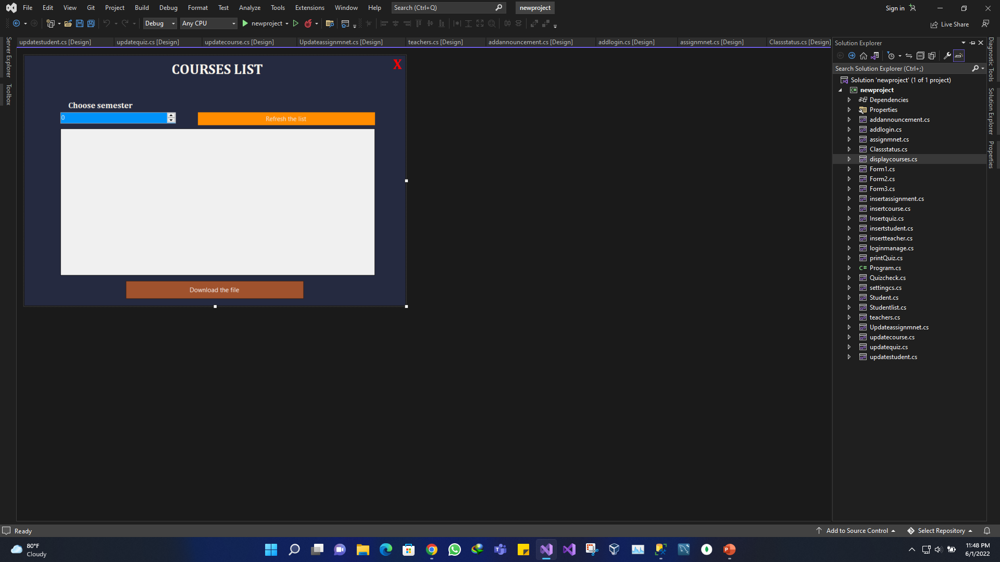 File Edit View Git Project Build Debug Format Test Analyze Tools Extensions Window Help Search (Ctrl+Q) newproject Sign in
Debug Any CPU newproject Live Share
Server Explorer
Toolbox
updatestudent.cs [Design] updatequiz.cs [Design] updatecourse.cs [Design] Updateassignmnet.cs [Design] teachers.cs [Design] addannouncement.cs [Design] addlogin.cs [Design] assignmnet.cs [Design] Classstatus.cs [Design]
COURSES LIST X
Choose semester
0 Refresh the list
Download the file
Solution Explorer
Search Solution Explorer (Ctrl+;)
Solution 'newproject' (1 of 1 project)
C# newproject
Dependencies
Properties
addannouncement.cs
addlogin.cs
assignmnet.cs
Classstatus.cs
displaycourses.cs
Form1.cs
Form2.cs
Form3.cs
insertassignment.cs
insertcourse.cs
Insertquiz.cs
insertstudent.cs
insertteacher.cs
loginmanage.cs
printQuiz.cs
C# Program.cs
Quizcheck.cs
settingcs.cs
Student.cs
Studentlist.cs
teachers.cs
Updateassignmnet.cs
updatecourse.cs
updatequiz.cs
updatestudent.cs
Diagnostic Tools
Solution Explorer
Properties
Ready Add to Source Control Select Repository
80°F
Cloudy
11:48 PM
6/1/2022